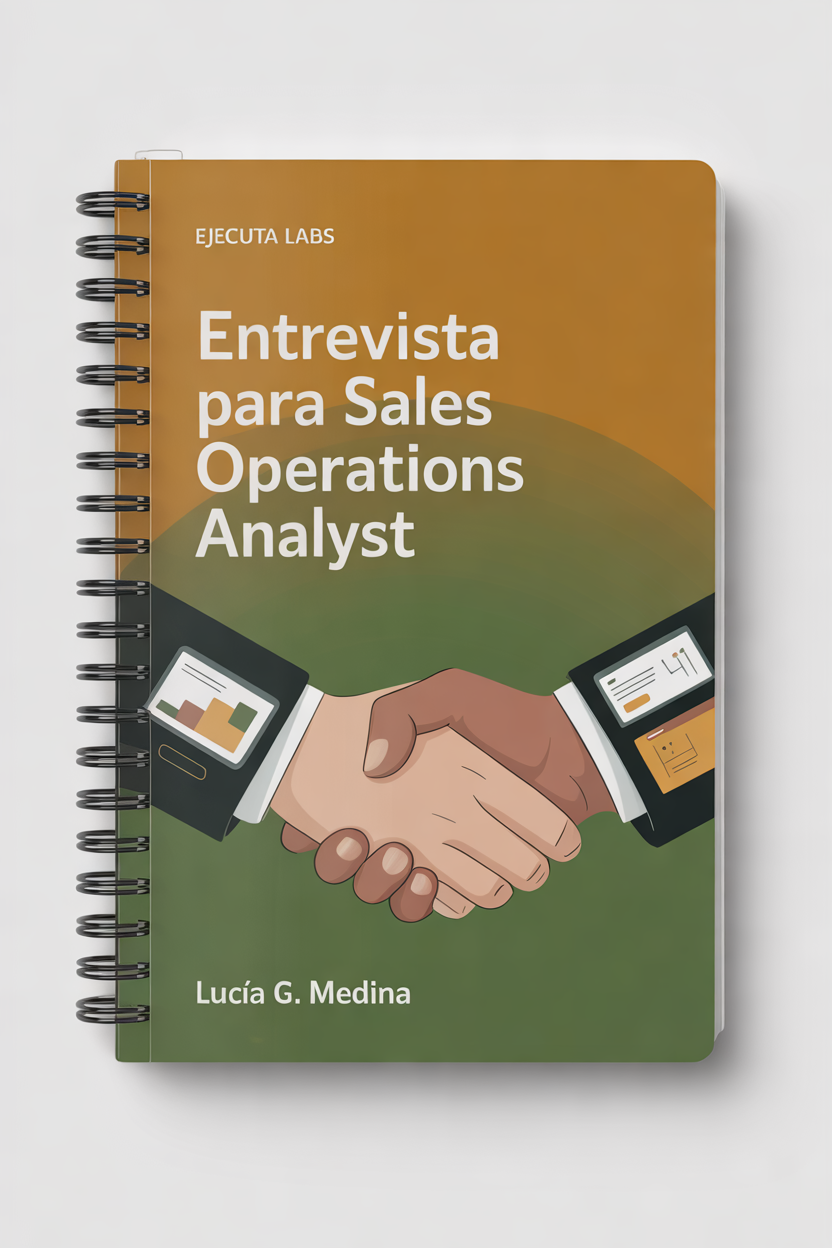 EJECUTA LABS
Entrevista
para Sales
Operations
Analyst
Lucía G. Medina